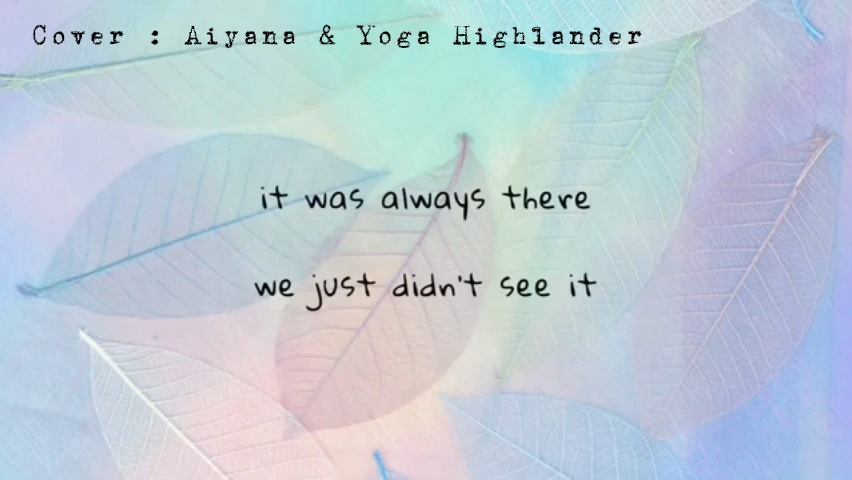 Cover : Aiyana & Yoga Highlander
it was always there
we just didn't see it